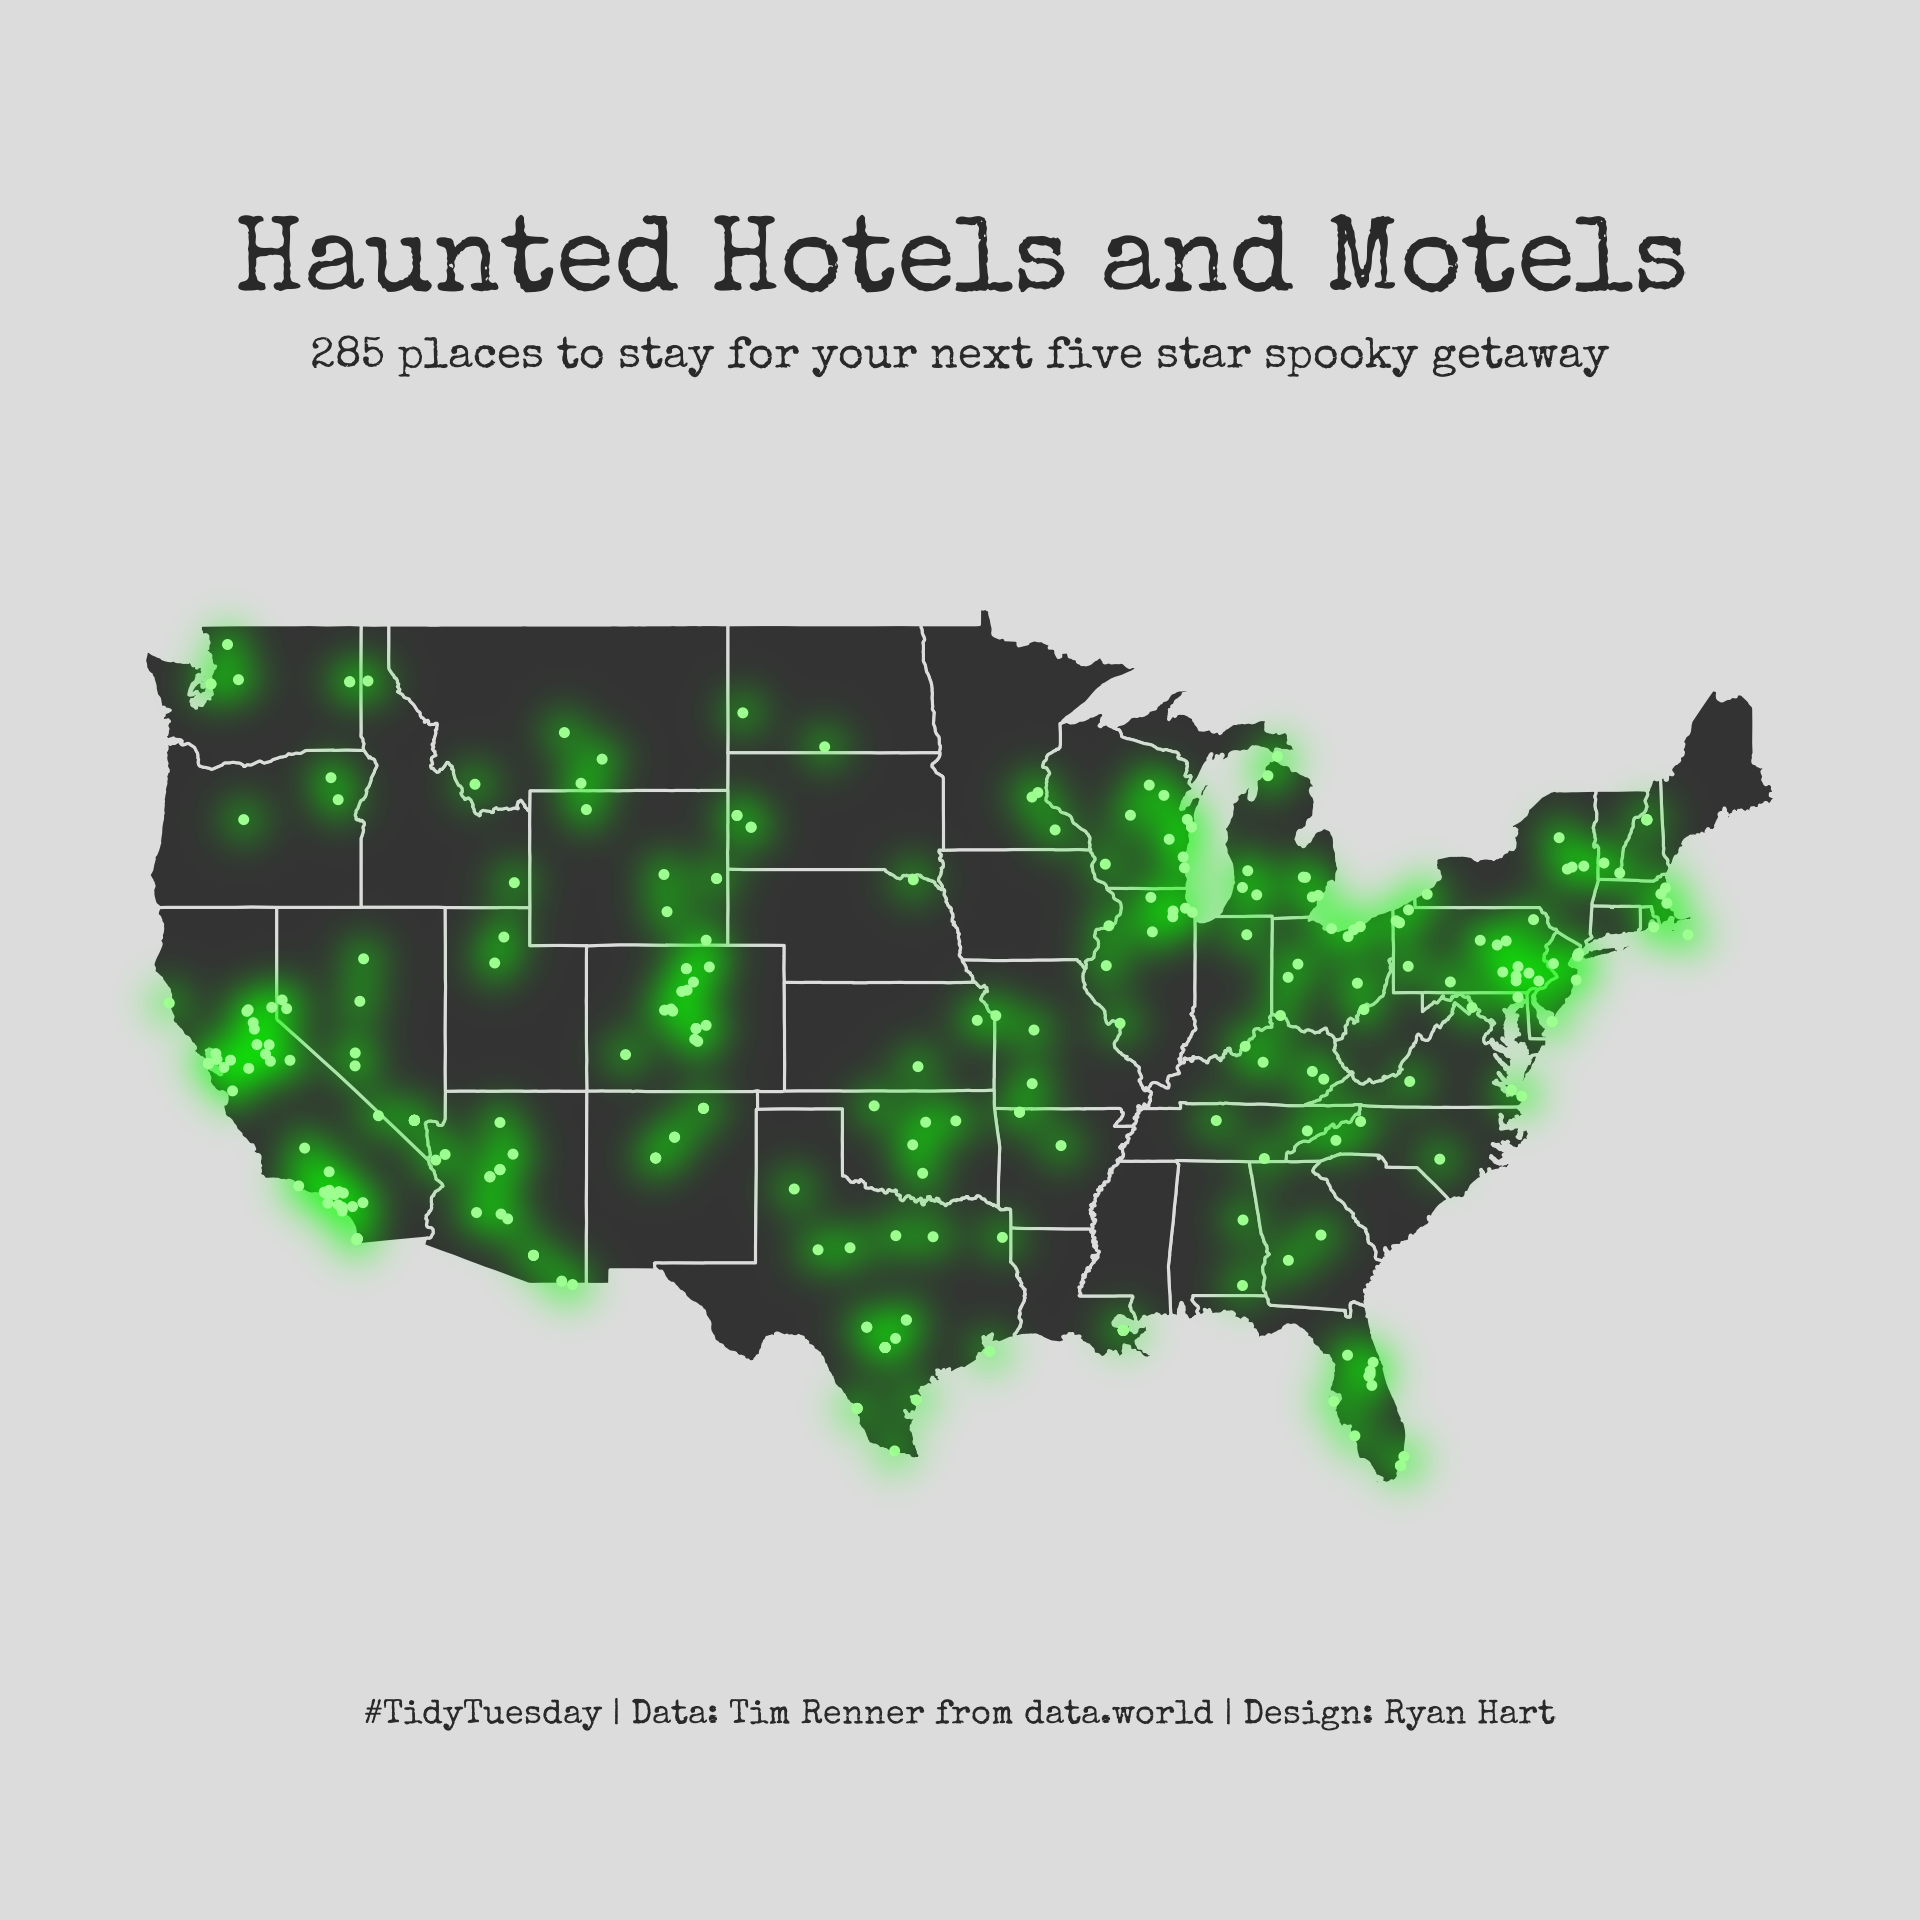 Haunted Hotels and Motels
285 places to stay for your next five star spooky getaway
#TidyTuesday | Data: Tim Renner from data.world | Design: Ryan Hart